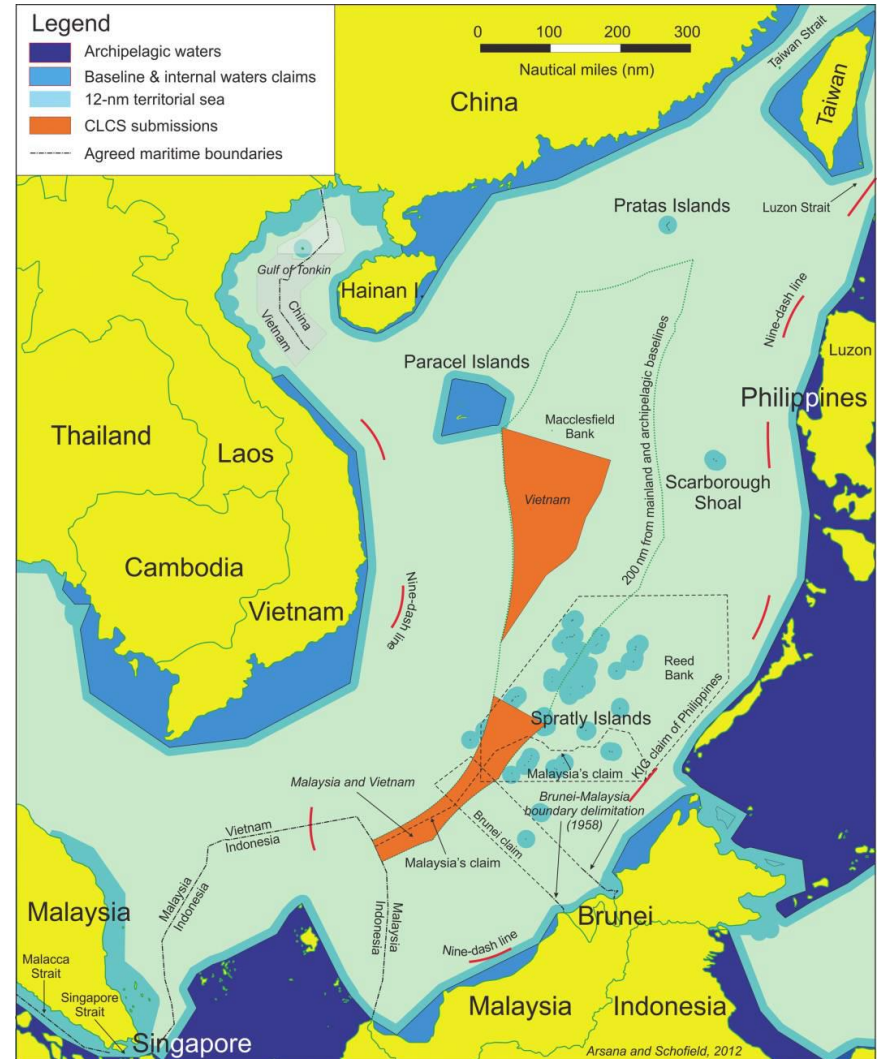 Legend
Archipelagic waters
Baseline & internal waters claims
12-nm territorial sea
CLCS submissions
Agreed maritime boundaries
0 100 200 300
Nautical miles (nm)
Taiwan Strait
China
Taiwan
Pratas Islands
Luzon Strait
Gulf of Tonkin
Hainan I.
China
Vietnam
Nine-dash line
Luzon
Paracel Islands
Philippines
Macclesfield
Bank
Thailand
Laos
Scarborough
Shoal
Vietnam
200 nm from mainland and archipelagic baselines
Cambodia
Vietnam
Nine-dash line
Reed
Bank
Spratly Islands
KIG claim of Philippines
Malaysia's claim
Malaysia and Vietnam
Brunei-Malaysia
boundary delimitation
(1958)
Brunei claim
Vietnam
Indonesia
Malaysia's claim
Malaysia
Indonesia
Malaysia
Indonesia
Malaysia
Brunei
Nine-dash line
Malacca
Strait
Singapore
Strait
Malaysia
Indonesia
Singapore
Arsana and Schofield, 2012